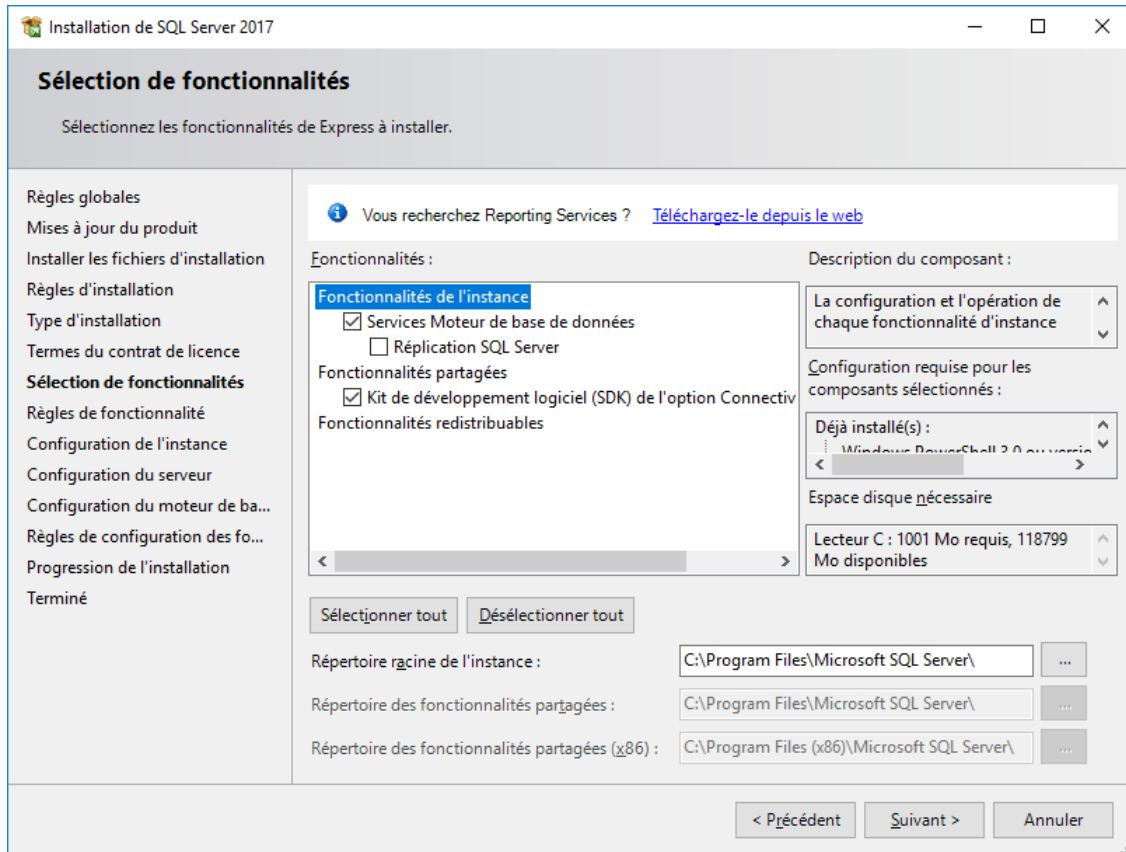 Installation de SQL Server 2017
Sélection de fonctionnalités
Sélectionnez les fonctionnalités de Express à installer.
Règles globales
Mises à jour du produit
Installer les fichiers d'installation
Règles d'installation
Type d'installation
Termes du contrat de licence
Sélection de fonctionnalités
Règles de fonctionnalité
Configuration de l'instance
Configuration du serveur
Configuration du moteur de ba...
Règles de configuration des fo...
Progression de l'installation
Terminé
Vous recherchez Reporting Services ? Téléchargez-le depuis le web
Fonctionnalités :
Fonctionnalités de l'instance
Services Moteur de base de données
Réplication SQL Server
Fonctionnalités partagées
Kit de développement logiciel (SDK) de l'option Connectiv
Fonctionnalités redistribuables
Description du composant :
La configuration et l'opération de
chaque fonctionnalité d'instance
Configuration requise pour les
composants sélectionnés :
Déjà installé(s) :
Windows PowerShell 3.0 ou versio
Espace disque nécessaire
Lecteur C : 1001 Mo requis, 118799
Mo disponibles
Sélectionner tout
Désélectionner tout
Répertoire racine de l'instance :
C:\Program Files\Microsoft SQL Server\
...
Répertoire des fonctionnalités partagées :
C:\Program Files\Microsoft SQL Server\
...
Répertoire des fonctionnalités partagées (x86) :
C:\Program Files (x86)\Microsoft SQL Server\
...
< Précédent
Suivant >
Annuler